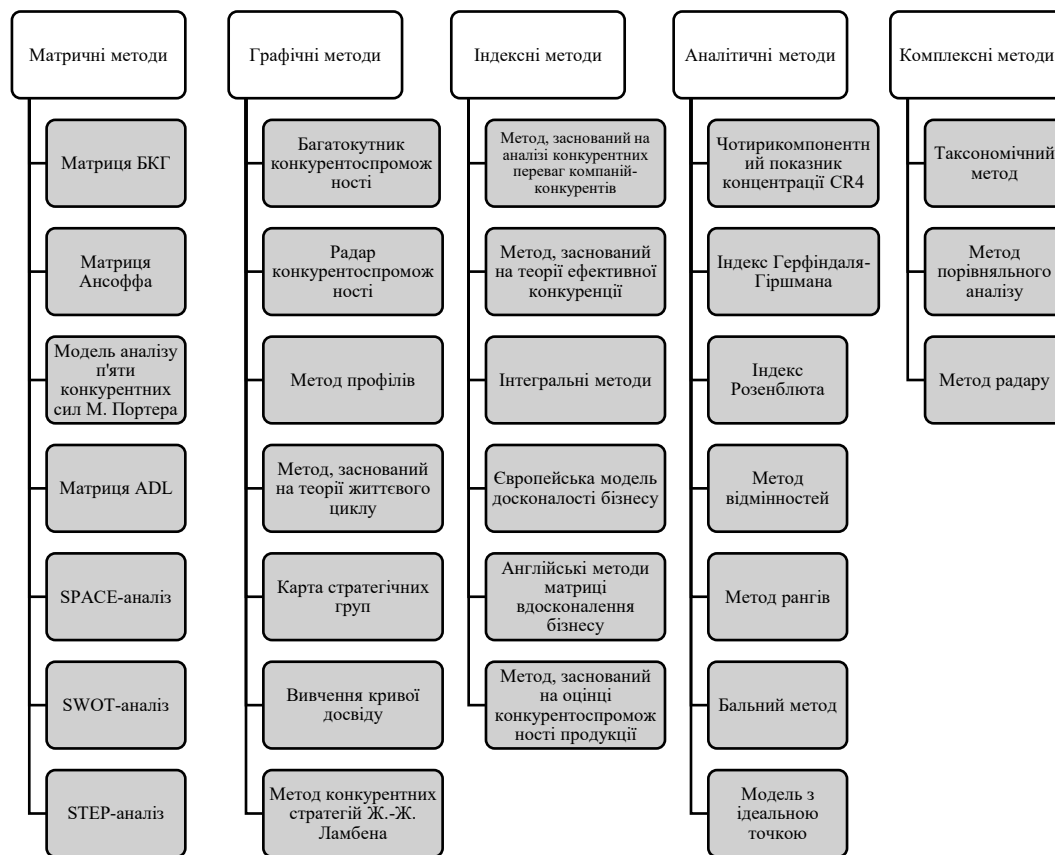 Матричні методи
Матриця БКГ
Матриця
Ансоффа
Модель аналізу
п'яти
конкурентних
сил М. Портера
Матриця ADL
SPACE-аналіз
SWOT-аналіз
STEP-аналіз
Графічні методи
Багатокутник
конкурентоспромож
ності
Радар
конкурентоспромож
ності
Метод профілів
Метод, заснований
на теорії життєвого
циклу
Карта стратегічних
груп
Вивчення кривої
досвіду
Метод конкурентних
стратегій Ж.-Ж.
Ламбена
Індексні методи
Метод, заснований на
аналізі конкурентних
переваг компаній-
конкурентів
Метод, заснований
на теорії ефективної
конкуренції
Інтегральні методи
Європейська модель
досконалості бізнесу
Англійські методи
матриці
вдосконалення
бізнесу
Метод, заснований
на оцінці
конкурентоспромож
ності продукції
Аналітичні методи
Чотирикомпонентн
ий показник
концентрації CR4
Індекс Герфіндаля-
Гіршмана
Індекс
Розенблюта
Метод
відмінностей
Метод рангів
Бальний метод
Модель з
ідеальною
точкою
Комплексні методи
Таксономічний
метод
Метод
порівняльного
аналізу
Метод радару